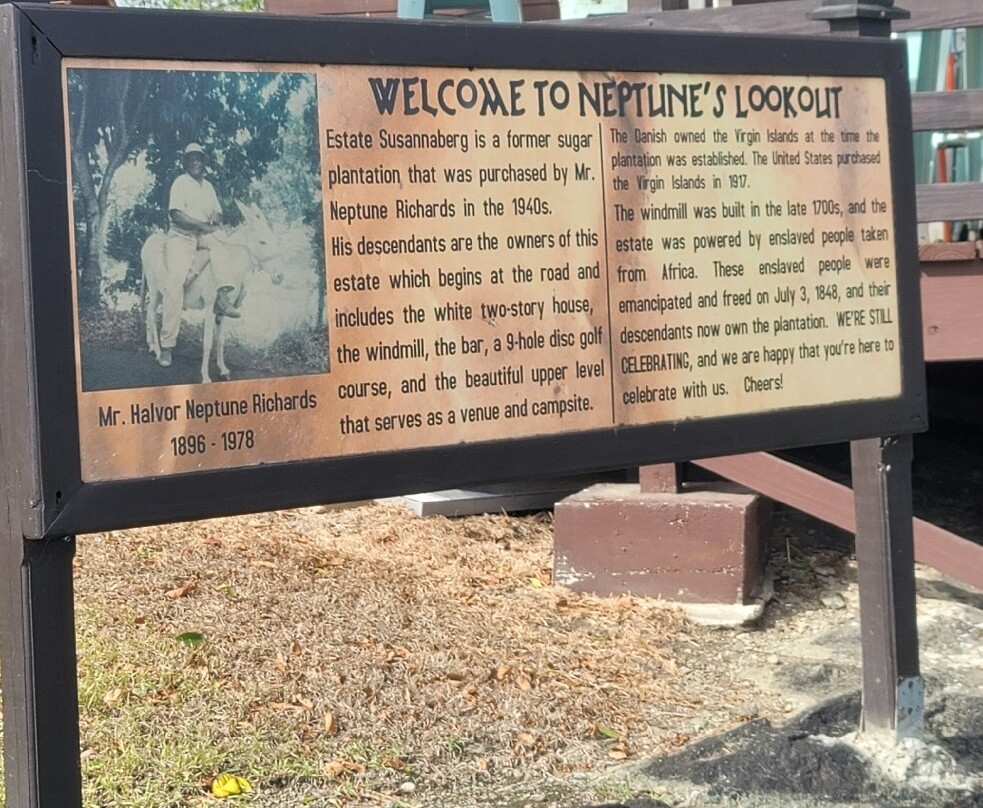 WELCOME TO NEPTUNE'S LOOKOUT
Estate Susannaberg is a former sugar
plantation that was purchased by Mr.
Neptune Richards in the 1940s.
His descendants are the owners of this
estate which begins at the road and
includes the white two-story house,
the windmill, the bar, a 9-hole disc golf
course, and the beautiful upper level
that serves as a venue and campsite.
The Danish owned the Virgin Islands at the time the
plantation was established. The United States purchased
the Virgin Islands in 1917.
The windmill was built in the late 1700s, and the
estate was powered by enslaved people taken
from Africa. These enslaved people were
emancipated and freed on July 3, 1848, and their
descendants now own the plantation. WE'RE STILL
CELEBRATING, and we are happy that you're here to
celebrate with us. Cheers!
Mr. Halvor Neptune Richards
1896 - 1978